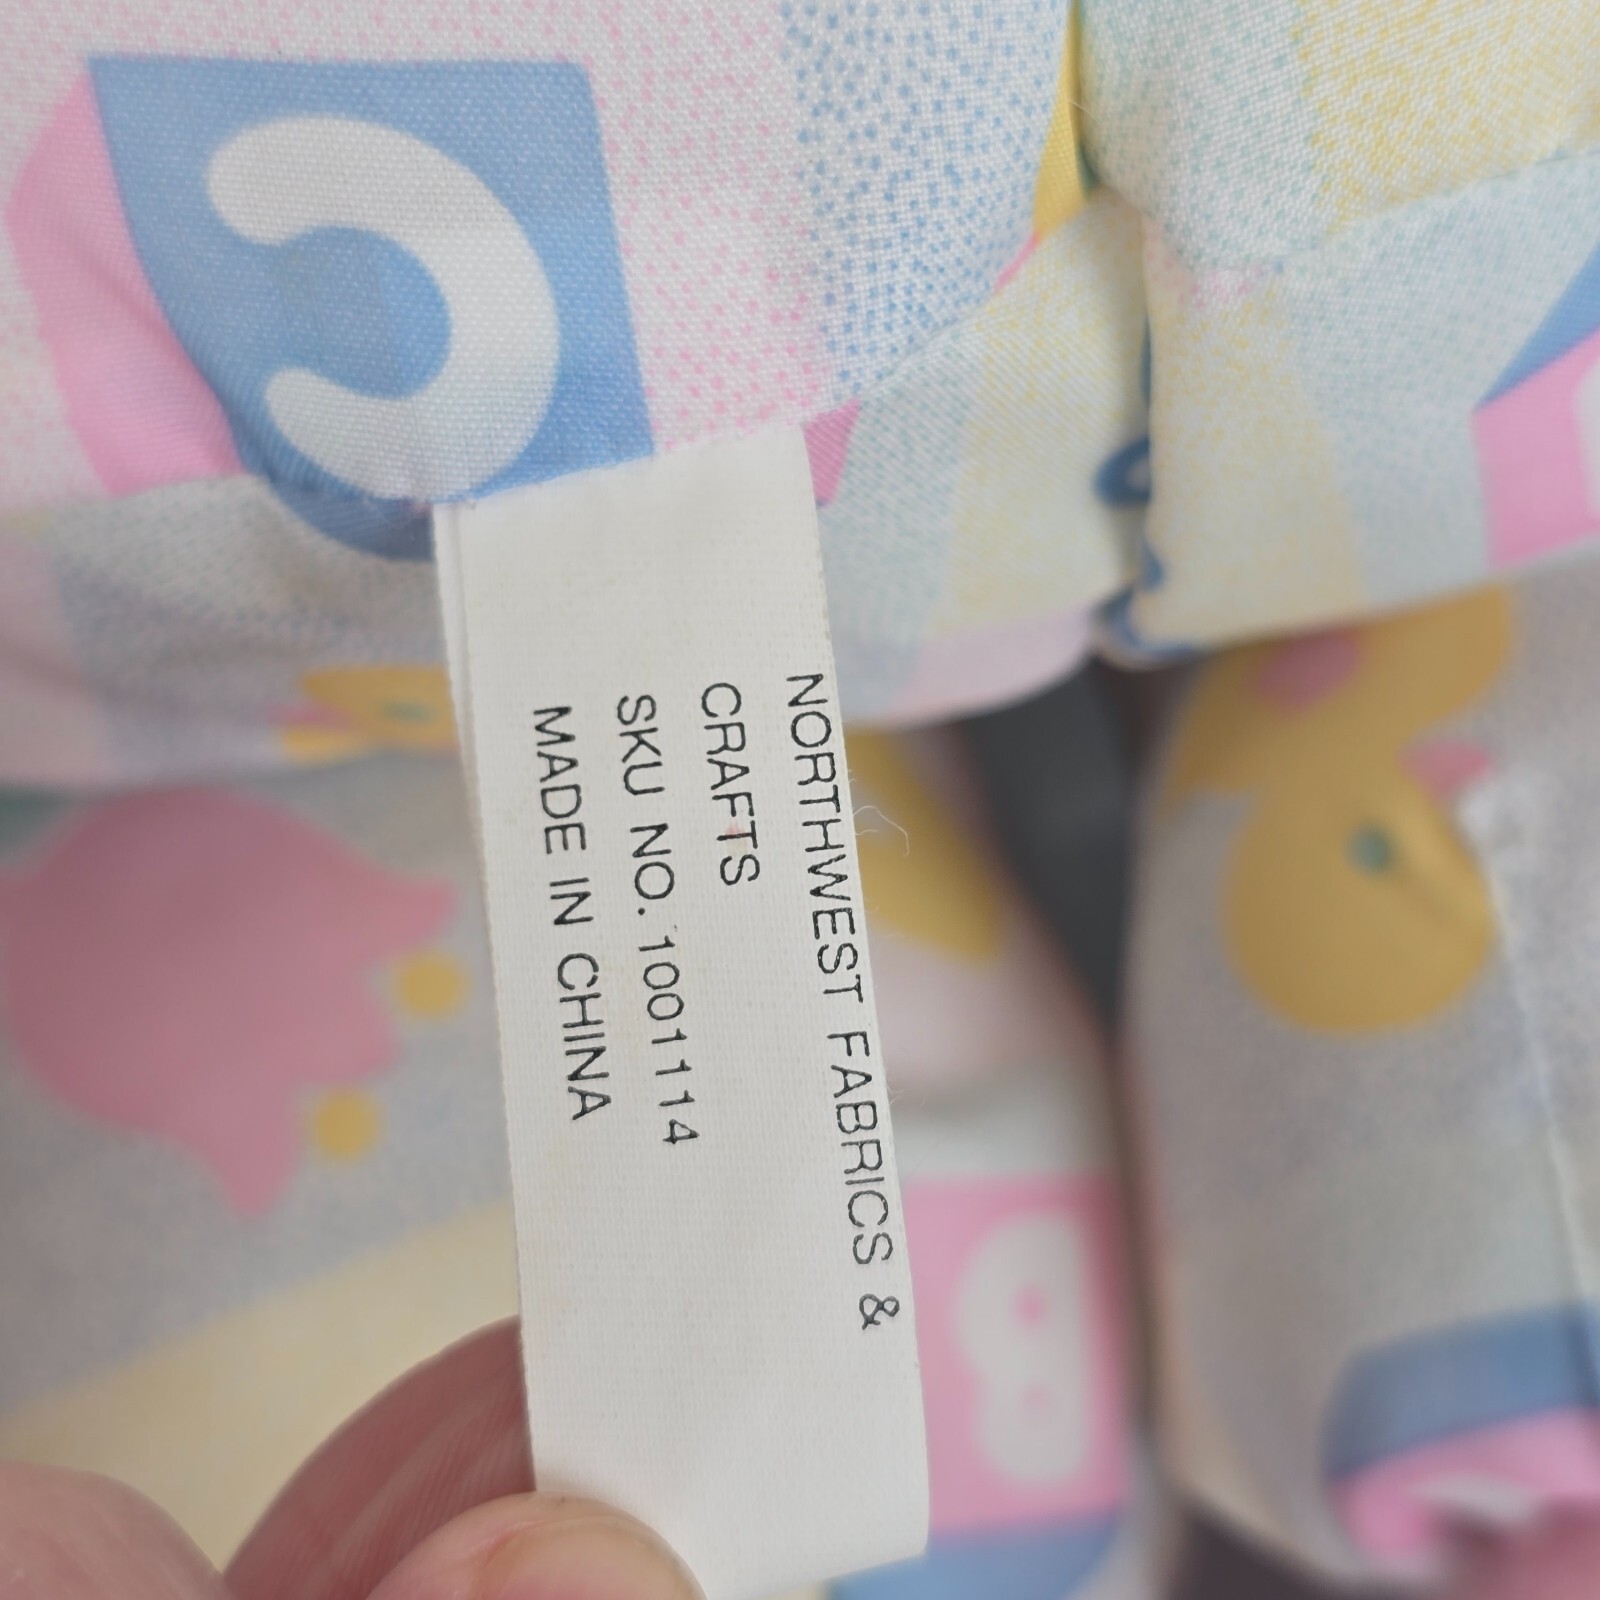 C
NORTHWEST FABRICS &
CRAFTS
SKU NO. 1001114
MADE IN CHINA
B